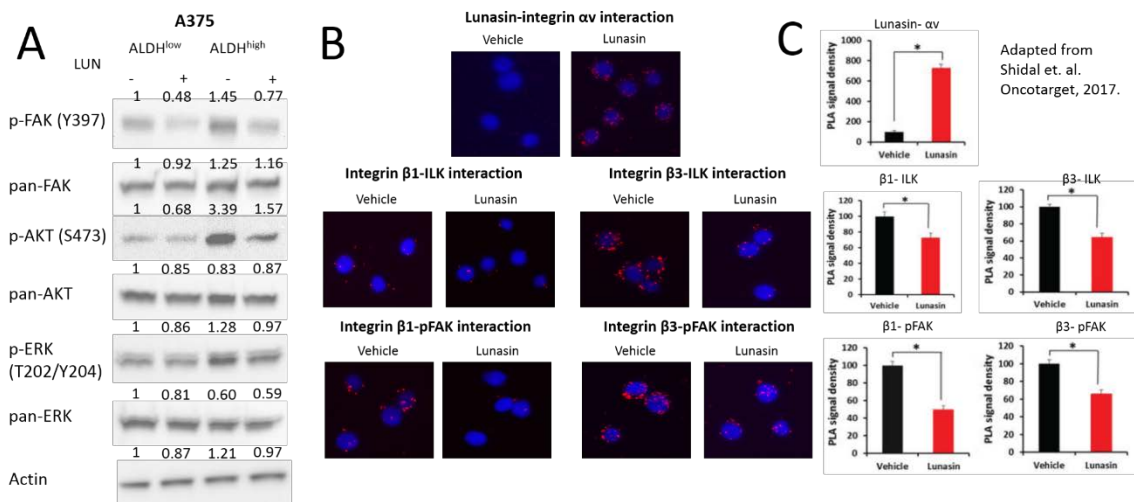 A
A375
ALDHlow ALDHhigh
LUN
- + - +
1 0.48 1.45 0.77
p-FAK (Y397)
1 0.92 1.25 1.16
pan-FAK
1 0.68 3.39 1.57
p-AKT (S473)
1 0.85 0.83 0.87
pan-AKT
1 0.86 1.28 0.97
p-ERK
(T202/Y204)
1 0.81 0.60 0.59
pan-ERK
1 0.87 1.21 0.97
Actin
B
Lunasin-integrin αv interaction
Vehicle Lunasin
Integrin β1-ILK interaction Integrin β3-ILK interaction
Vehicle Lunasin Vehicle Lunasin
Integrin β1-pFAK interaction Integrin β3-pFAK interaction
Vehicle Lunasin Vehicle Lunasin
C
Lunasin- αv
PLA signal density
1000
800
600
400
200
0
*
Vehicle Lunasin
Adapted from
Shidal et. al.
Oncotarget, 2017.
β1- ILK
PLA signal density
120
100
80
60
40
20
0
*
Vehicle Lunasin
β3- ILK
PLA signal density
120
100
80
60
40
20
0
*
Vehicle Lunasin
β1- pFAK
PLA signal density
120
100
80
60
40
20
0
*
Vehicle Lunasin
β3- pFAK
PLA signal density
120
100
80
60
40
20
0
*
Vehicle Lunasin